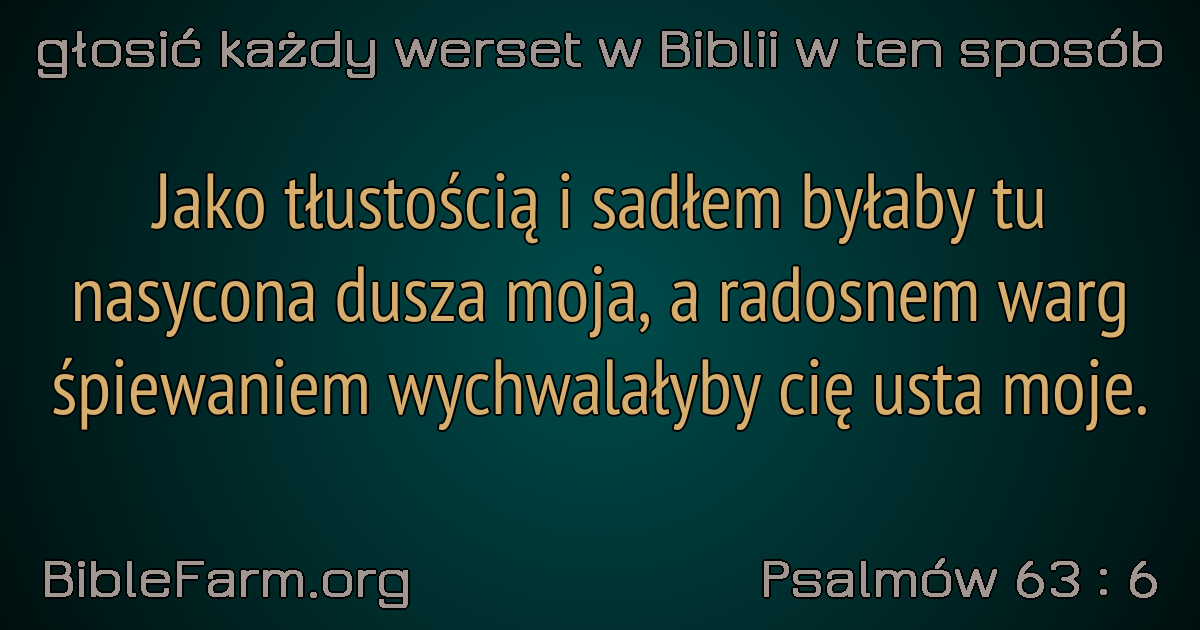 głosić każdy werset w Biblii w ten sposób
Jako tłustością i sadłem byłaby tu
nasycona dusza moja, a radosnem warg
śpiewaniem wychwalałyby cię usta moje.
BibleFarm.org
Psalmów 63 : 6